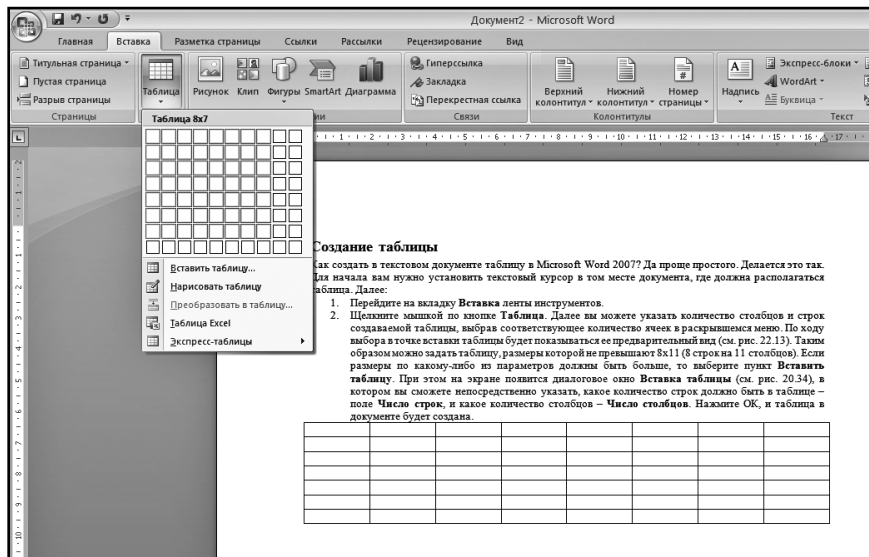 Документ2 - Microsoft Word
Главная Вставка Разметка страницы Ссылки Рассылки Рецензирование Вид
Титульная страница
Пустая страница
Разрыв страницы
Страницы
Таблица
Рисунок Клип Фигуры SmartArt Диаграмма
Гиперссылка
Закладка
Перекрестная ссылка
Связи
Верхний колонтитул
Нижний колонтитул
Номер страницы
Колонтитулы
Надпись
Экспресс-блоки
WordArt
Буквица
Текст
Таблица 8x7
Вставить таблицу...
Нарисовать таблицу
Преобразовать в таблицу...
Таблица Excel
Экспресс-таблицы
Создание таблицы
Как создать в текстовом документе таблицу в Microsoft Word 2007? Да проще простого. Делается это так.
Для начала вам нужно установить текстовый курсор в том месте документа, где должна располагаться
таблица. Далее:
1. Перейдите на вкладку Вставка ленты инструментов.
2. Щелкните мышкой по кнопке Таблица. Далее вы можете указать количество столбцов и строк
создаваемой таблицы, выбрав соответствующее количество ячеек в раскрывшемся меню. По ходу
выбора в точке вставки таблицы будет показываться ее предварительный вид (см. рис. 22.13). Таким
образом можно задать таблицу, размеры которой не превышают 8x11 (8 строк на 11 столбцов). Если
размеры по какому-либо из параметров должны быть больше, то выберите пункт Вставить
таблицу. При этом на экране появится диалоговое окно Вставка таблицы (см. рис. 20.34), в
котором вы сможете непосредственно указать, какое количество строк должно быть в таблице –
поле Число строк, и какое количество столбцов – Число столбцов. Нажмите ОК, и таблица в
документе будет создана.